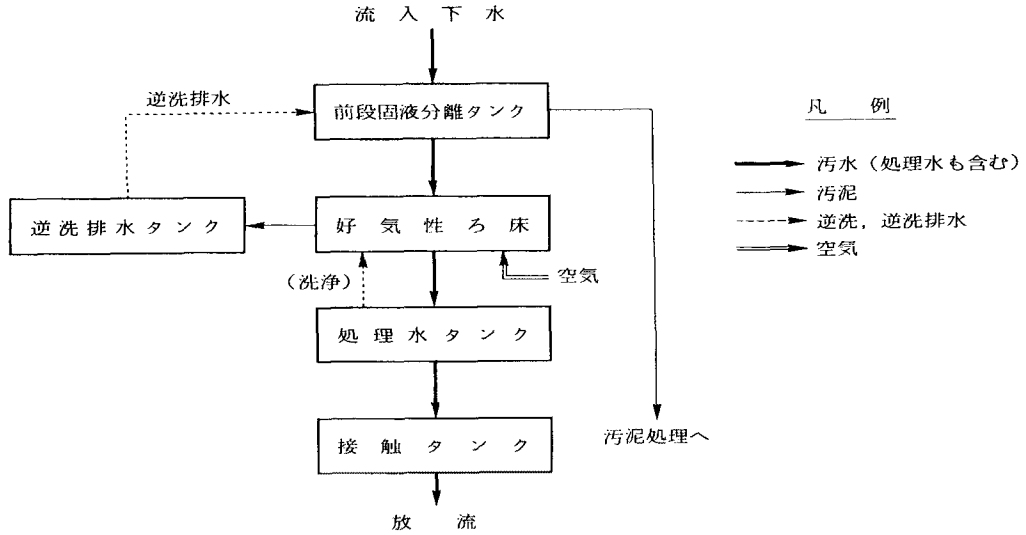 流入下水
逆洗排水
前段固液分離タンク
凡例
汚水（処理水も含む）
汚泥
逆洗，逆洗排水
空気
逆洗排水タンク
好気性ろ床
（洗浄）
空気
処理水タンク
接触タンク
汚泥処理へ
放流